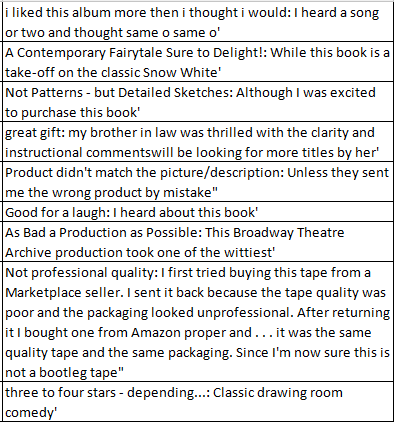 i liked this album more then i thought i would: I heard a song
or two and thought same o same o'
A Contemporary Fairytale Sure to Delight!: While this book is a
take-off on the classic Snow White'
Not Patterns - but Detailed Sketches: Although I was excited
to purchase this book'
great gift: my brother in law was thrilled with the clarity and
instructional commentswill be looking for more titles by her'
Product didn't match the picture/description: Unless they sent
me the wrong product by mistake"
Good for a laugh: I heard about this book'
As Bad a Production as Possible: This Broadway Theatre
Archive production took one of the wittiest'
Not professional quality: I first tried buying this tape from a
Marketplace seller. I sent it back because the tape quality was
poor and the packaging looked unprofessional. After returning
it I bought one from Amazon proper and . . . it was the same
quality tape and the same packaging. Since I'm now sure this is
not a bootleg tape"
three to four stars - depending...: Classic drawing room
comedy'